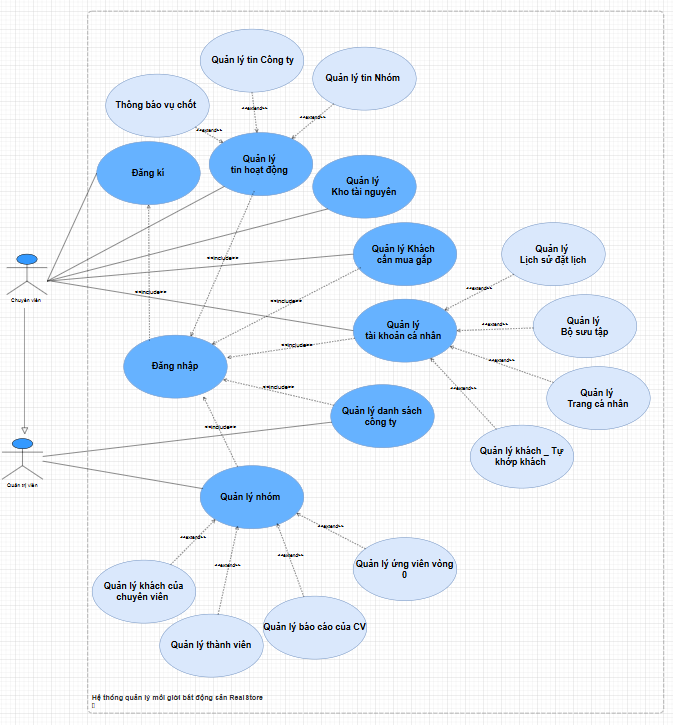 Quản lý tin Công ty
Quản lý tin Nhóm
Thông báo vụ chốt
<<extend>>
<<extend>>
<<extend>>
Đăng kí
Quản lý
tin hoạt động
Quản lý
Kho tài nguyên
Quản lý Khách
cần mua gấp
Quản lý
Lịch sử đặt lịch
<<include>>
<<include>>
<<include>>
<<extend>>
Chuyên viên
Quản lý
tài khoản cá nhân
<<extend>>
Quản lý
Bộ sưu tập
<<include>>
Đăng nhập
<<extend>>
<<extend>>
Quản lý
Trang cá nhân
<<include>>
Quản lý danh sách
công ty
<<include>>
Quản lý khách _ Tự
khớp khách
Quản trị viên
Quản lý nhóm
<<extend>>
<<extend>>
<<extend>>
<<extend>>
Quản lý ứng viên vòng
0
Quản lý khách của
chuyên viên
Quản lý báo cáo của CV
Quản lý thành viên
Hệ thống quản lý môi giới bất động sản RealStore